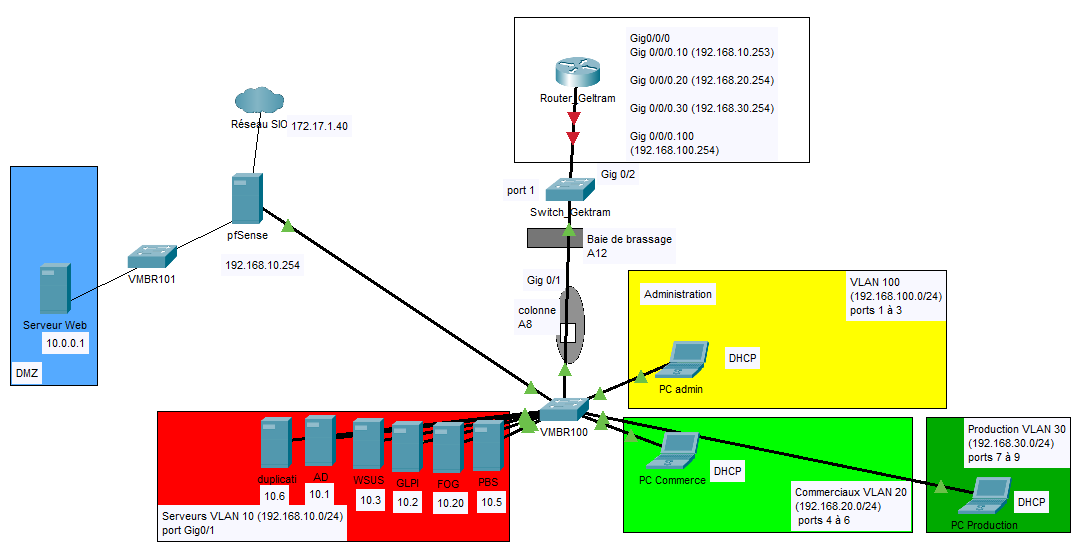 Gig0/0/0
Gig 0/0/0.10 (192.168.10.253)
Gig 0/0/0.20 (192.168.20.254)
Gig 0/0/0.30 (192.168.30.254)
Gig 0/0/0.100
(192.168.100.254)
Router_Geltram
Réseau SIO
172.17.1.40
Gig 0/2
port 1
Switch_Gektram
pfSense
192.168.10.254
Baie de brassage
A12
VMBR101
Gig 0/1
colonne
A8
Serveur Web
10.0.0.1
DMZ
Administration
VLAN 100
(192.168.100.0/24)
ports 1 à 3
DHCP
PC admin
VMBR100
duplicati
AD
WSUS
GLPI
FOG
PBS
10.6
10.1
10.3
10.2
10.20
10.5
Serveurs VLAN 10 (192.168.10.0/24)
port Gig0/1
PC Commerce
DHCP
Commerciaux VLAN 20
(192.168.20.0/24)
ports 4 à 6
Production VLAN 30
(192.168.30.0/24)
ports 7 à 9
DHCP
PC Production